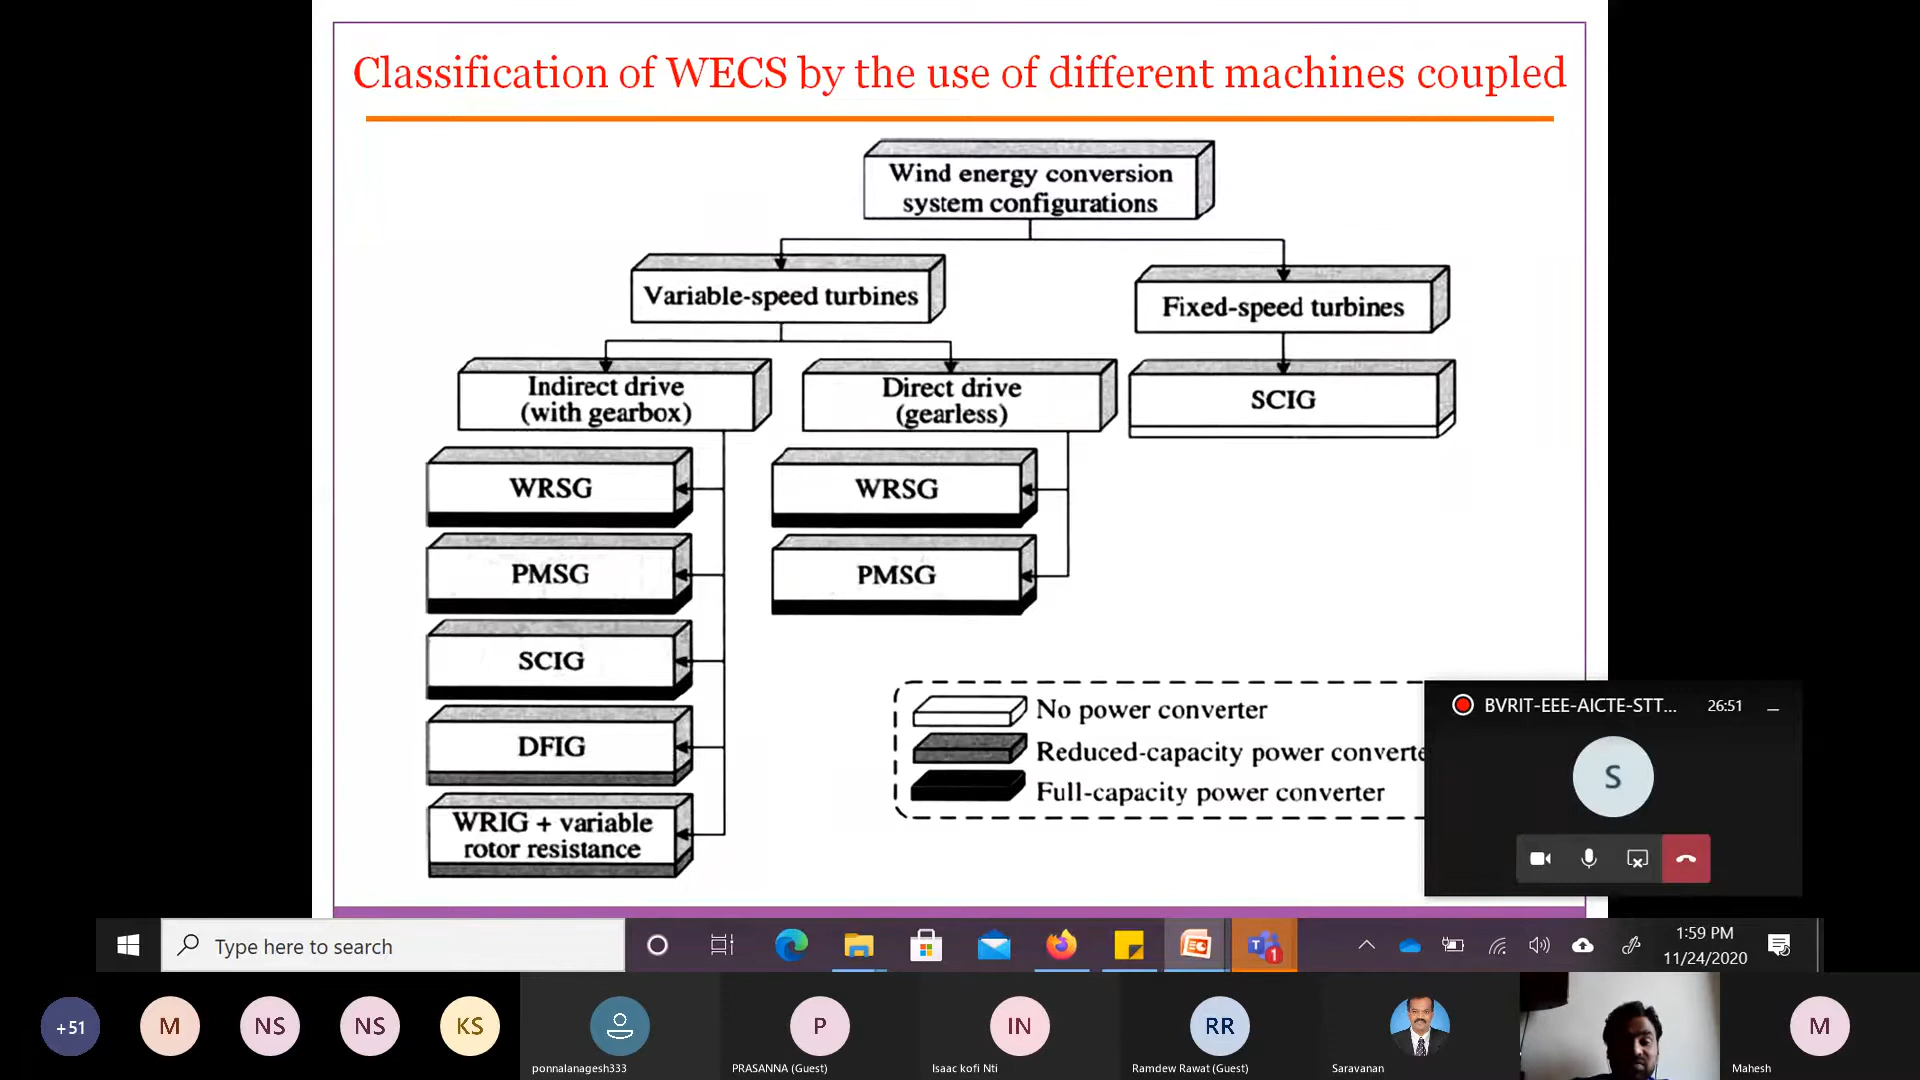 Classification of WECS by the use of different machines coupled
Wind energy conversion
system configurations
Variable-speed turbines
Fixed-speed turbines
Indirect drive
(with gearbox)
Direct drive
(gearless)
SCIG
WRSG
WRSG
PMSG
PMSG
SCIG
DFIG
WRIG + variable
rotor resistance
No power converter
Reduced-capacity power converte
Full-capacity power converter
BVRIT-EEE-AICTE-STT...
26:51
S
Type here to search
1
1:59 PM
11/24/2020
+51
M
NS
NS
KS
P
IN
RR
M
ponnalanagesh333
PRASANNA (Guest)
Isaac kofi Nti
Ramdew Rawat (Guest)
Saravanan
Mahesh